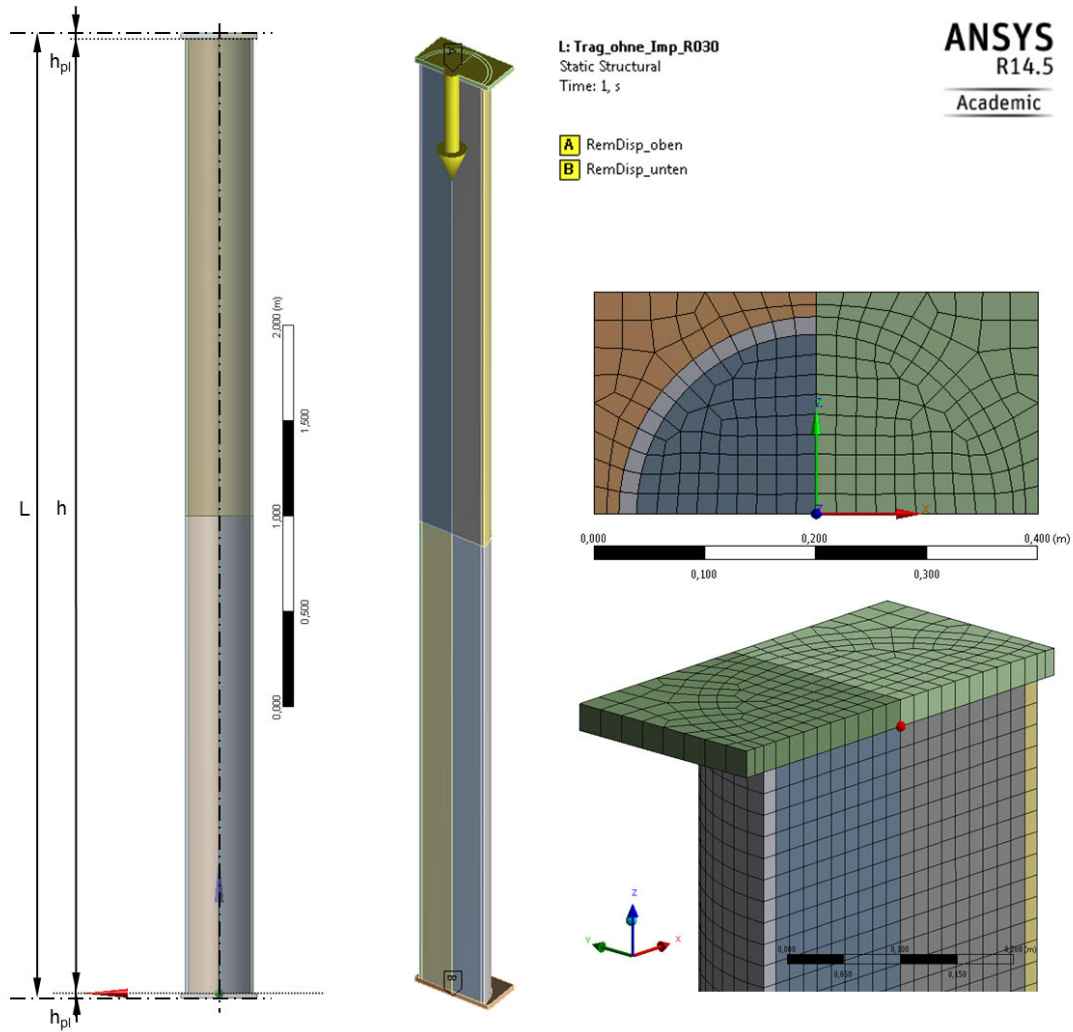 h_pl
L: Trag_ohne_Imp_R030
Static Structural
Time: 1, s
ANSYS
R14.5
Academic
A RemDisp_oben
B RemDisp_unten
A
2,000 (m)
1,500
1,000
0,500
0,000
L
h
Z
X
0,000
0,200
0,400 (m)
0,100
0,300
B
Z
Y
X
0,000
0,100
0,200 (m)
0,050
0,150
h_pl